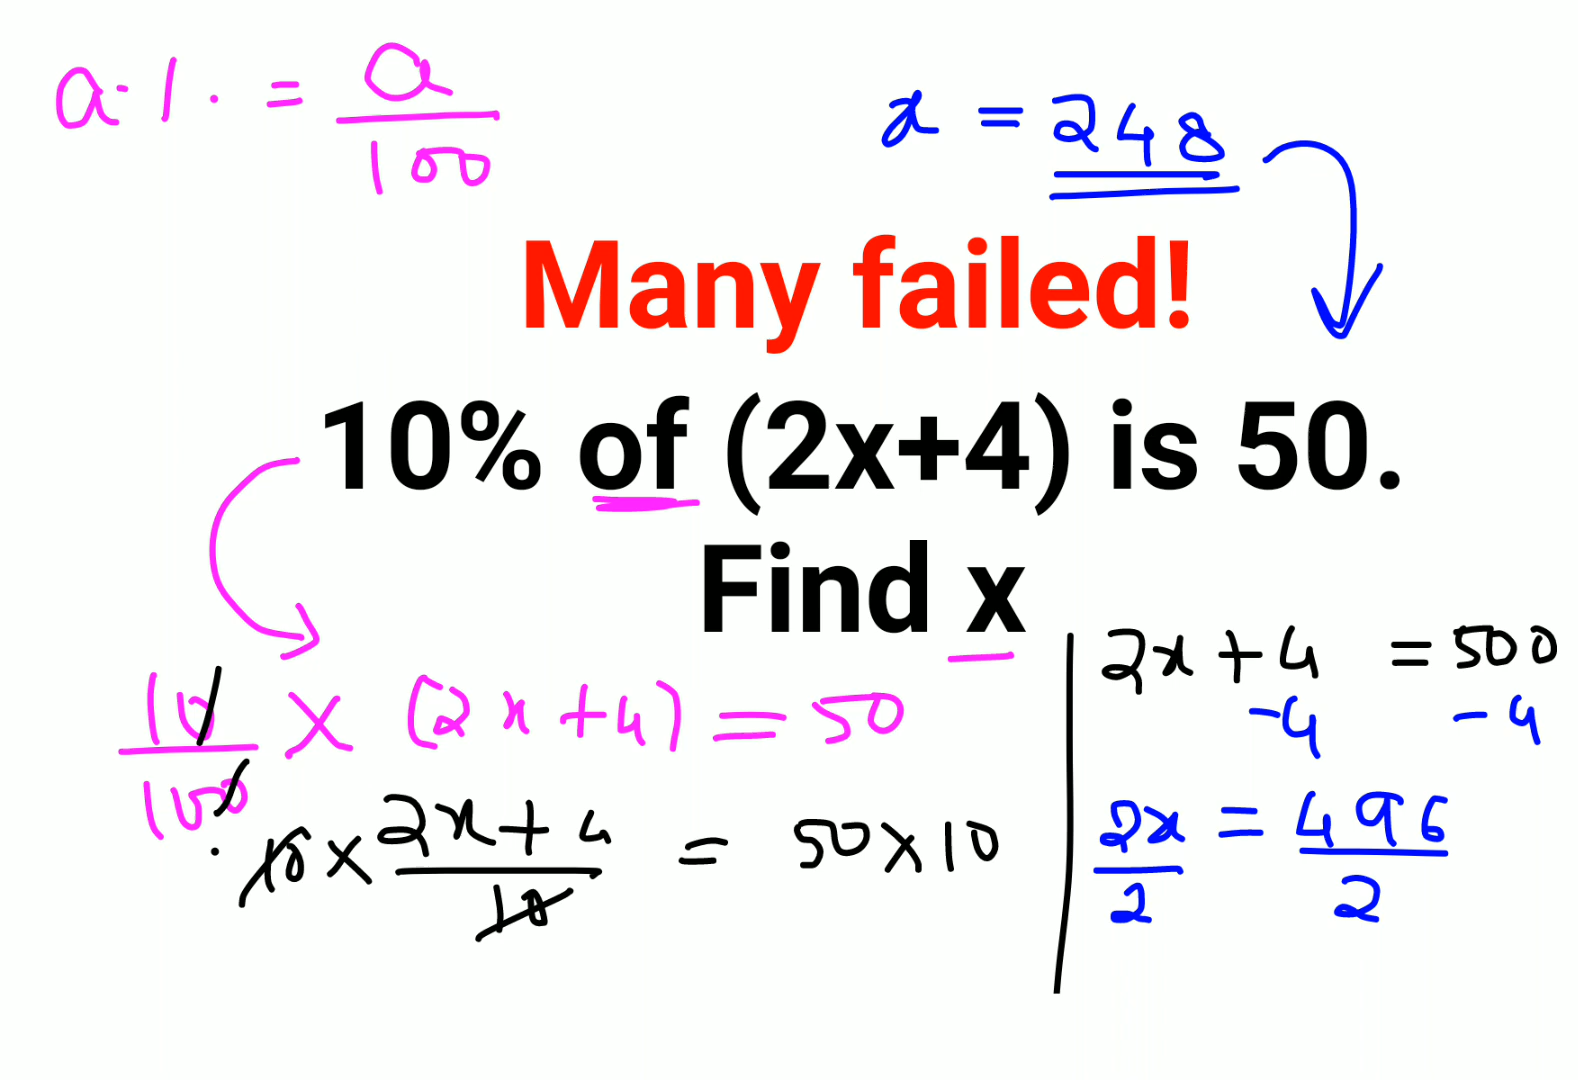 a·/. = a/100
x = 248
Many failed!
10% of (2x+4) is 50.
Find x
10/100 × (2x+4) = 50
10 × 2x+4/10 = 50×10
2x+4 = 500
-4 -4
2x/2 = 496/2